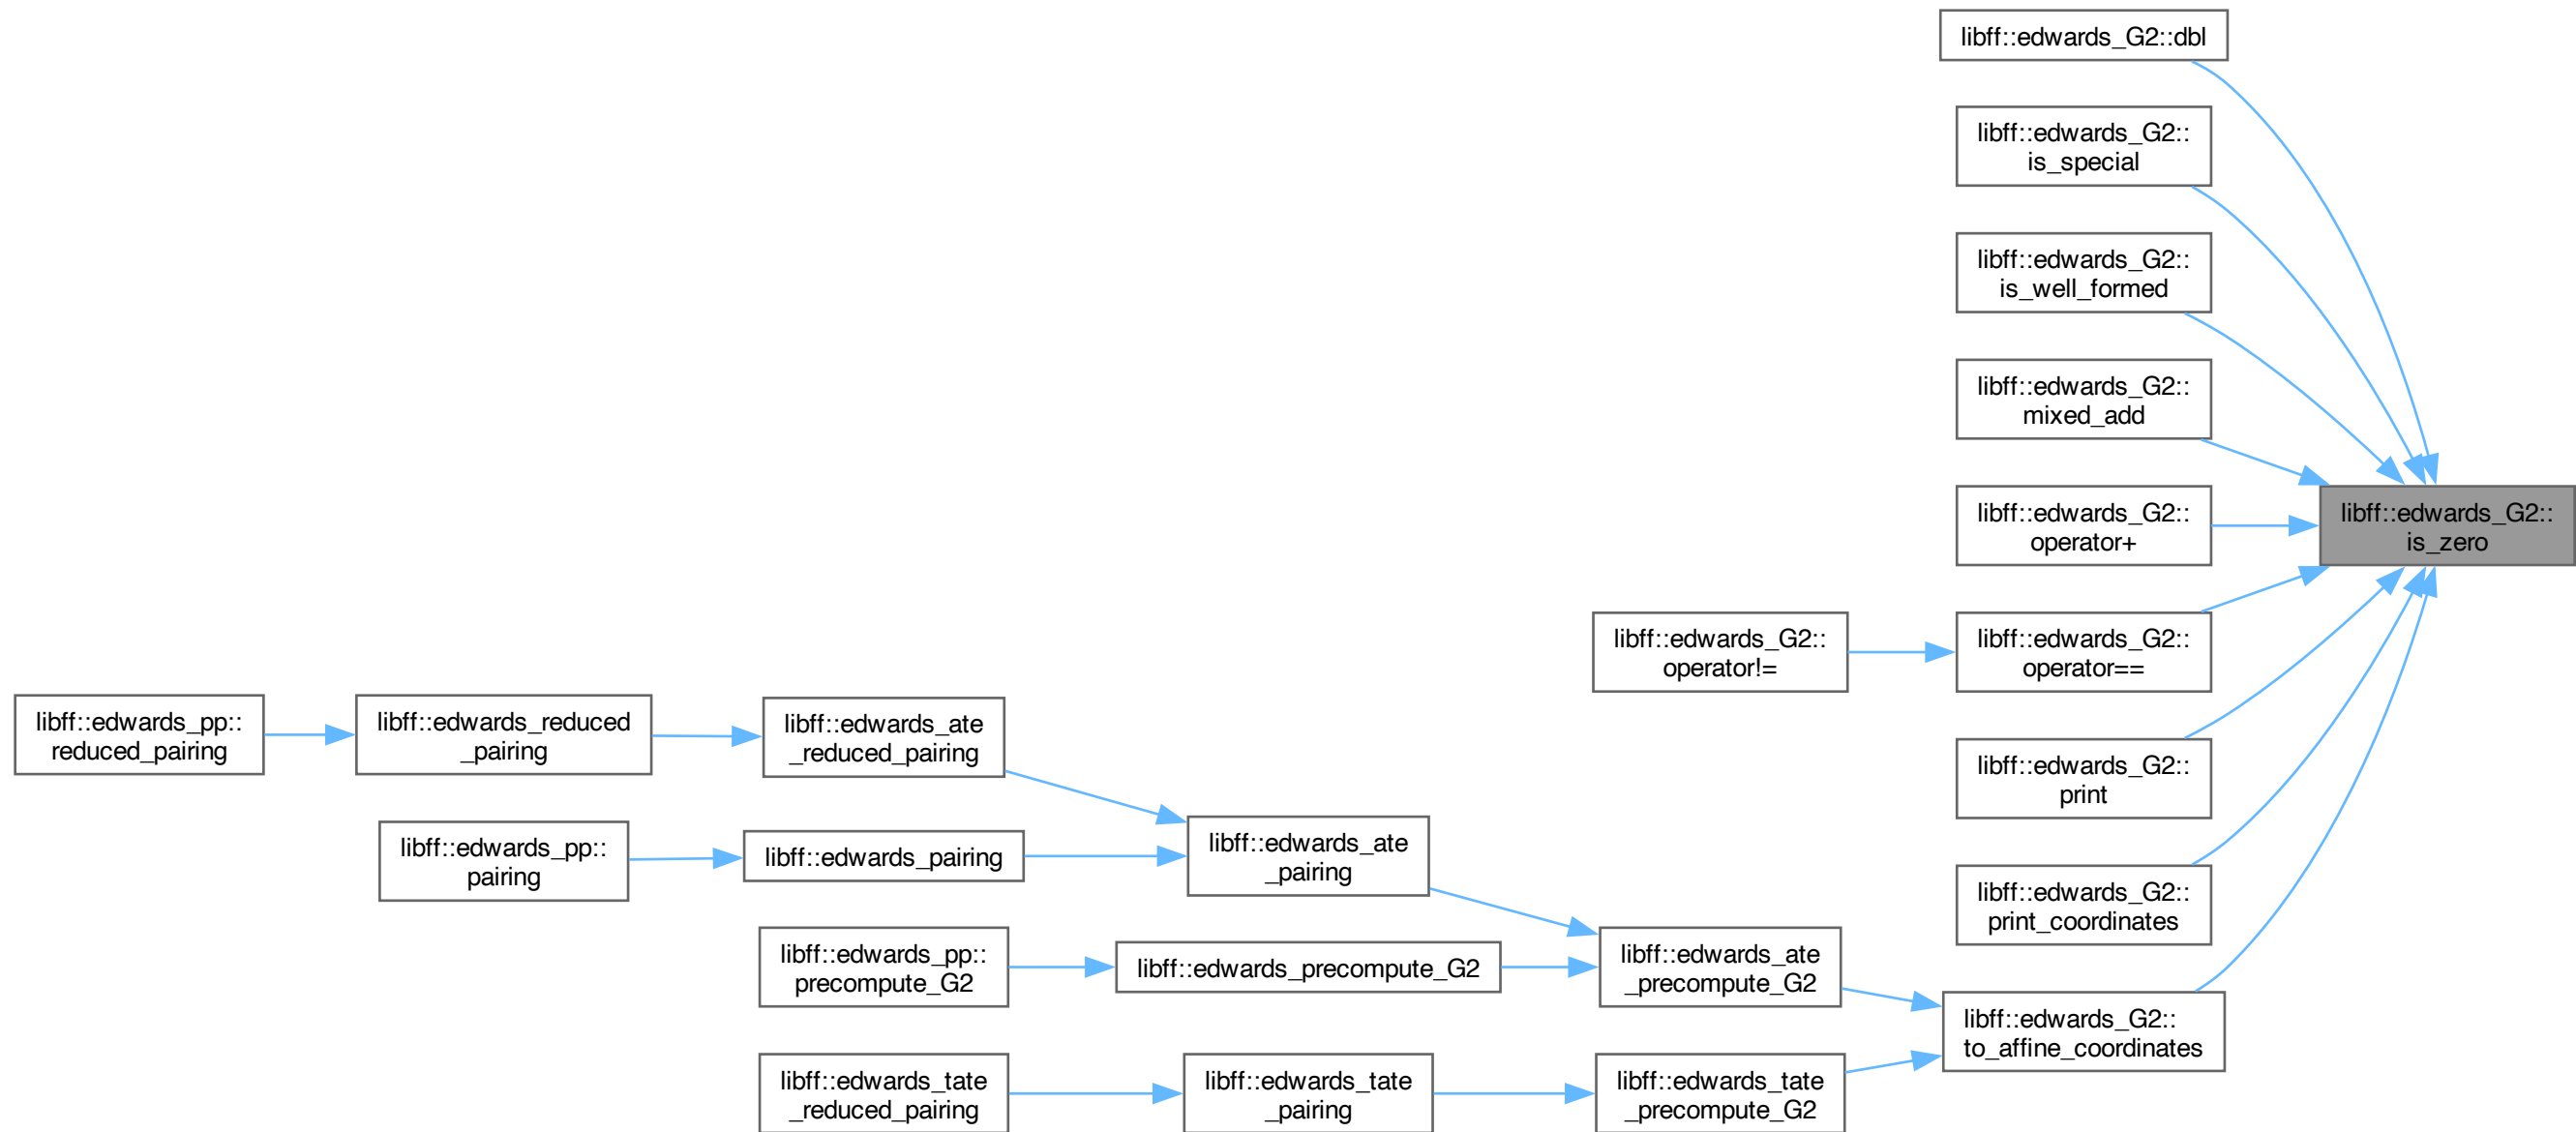 libff::edwards_G2::dbl
libff::edwards_G2::
is_special
libff::edwards_G2::
is_well_formed
libff::edwards_G2::
mixed_add
libff::edwards_G2::
operator+
libff::edwards_G2::
is_zero
libff::edwards_G2::
operator!=
libff::edwards_G2::
operator==
libff::edwards_pp::
reduced_pairing
libff::edwards_reduced
_pairing
libff::edwards_ate
_reduced_pairing
libff::edwards_G2::
print
libff::edwards_pp::
pairing
libff::edwards_pairing
libff::edwards_ate
_pairing
libff::edwards_G2::
print_coordinates
libff::edwards_pp::
precompute_G2
libff::edwards_precompute_G2
libff::edwards_ate
_precompute_G2
libff::edwards_G2::
to_affine_coordinates
libff::edwards_tate
_reduced_pairing
libff::edwards_tate
_pairing
libff::edwards_tate
_precompute_G2